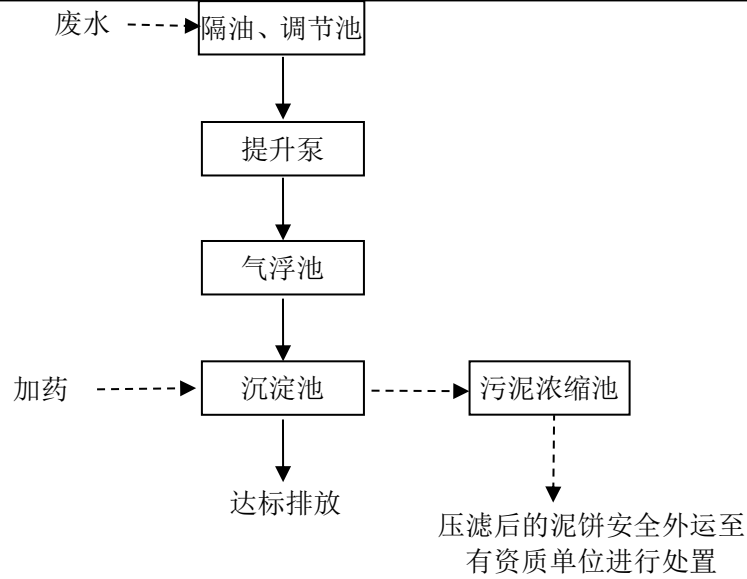 废水
隔油、调节池
提升泵
气浮池
加药
沉淀池
污泥浓缩池
达标排放
压滤后的泥饼安全外运至
有资质单位进行处置